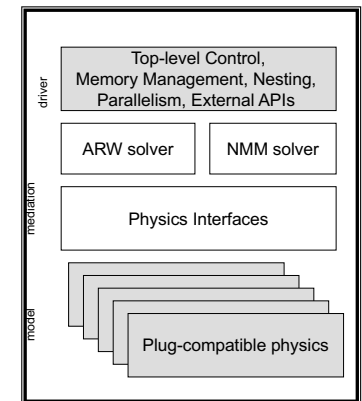 driver
Top-level Control,
Memory Management, Nesting,
Parallelism, External APIs
ARW solver
NMM solver
mediation
Physics Interfaces
model
Plug-compatible physics